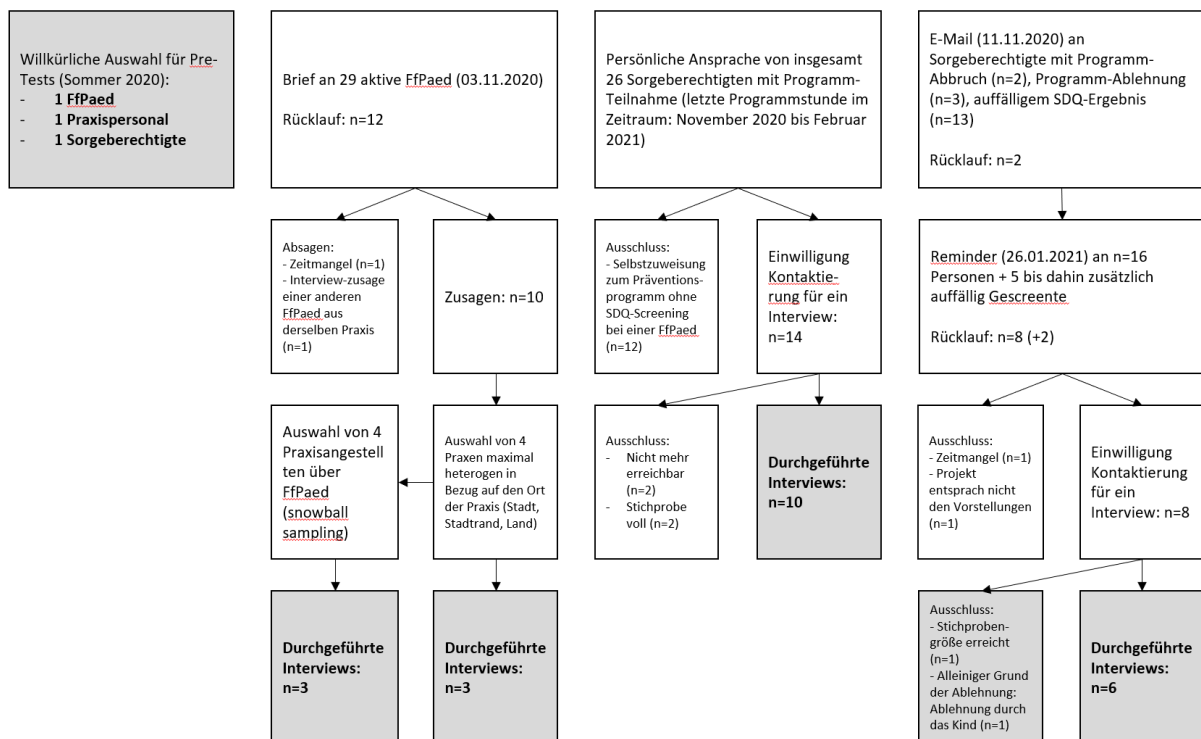 Willkürliche Auswahl für Pre-
Tests (Sommer 2020):
- 1 FfPaed
- 1 Praxispersonal
- 1 Sorgeberechtigte
Brief an 29 aktive FfPaed (03.11.2020)
Rücklauf: n=12
Persönliche Ansprache von insgesamt
26 Sorgeberechtigten mit Programm-
Teilnahme (letzte Programmstunde im
Zeitraum: November 2020 bis Februar
2021)
E-Mail (11.11.2020) an
Sorgeberechtigte mit Programm-
Abbruch (n=2), Programm-Ablehnung
(n=3), auffälligem SDQ-Ergebnis
(n=13)
Rücklauf: n=2
Absagen:
- Zeitmangel (n=1)
- Interview-zusage
einer anderen
FfPaed aus
derselben Praxis
(n=1)
Zusagen: n=10
Ausschluss:
- Selbstzuweisung
zum Präventions-
programm ohne
SDQ-Screening
bei einer FfPaed
(n=12)
Einwilligung
Kontaktie-
rung für ein
Interview:
n=14
Reminder (26.01.2021) an n=16
Personen + 5 bis dahin zusätzlich
auffällig Gescreente
Rücklauf: n=8 (+2)
Auswahl von 4
Praxisangestell
ten über
FfPaed
(snowball
sampling)
Auswahl von 4
Praxen maximal
heterogen in
Bezug auf den Ort
der Praxis (Stadt,
Stadtrand, Land)
Ausschluss:
- Nicht mehr
erreichbar
(n=2)
- Stichprobe
voll (n=2)
Durchgeführte
Interviews:
n=10
Ausschluss:
- Zeitmangel (n=1)
- Projekt
entsprach nicht
den Vorstellungen
(n=1)
Einwilligung
Kontaktierung
für ein
Interview: n=8
Durchgeführte
Interviews:
n=3
Durchgeführte
Interviews:
n=3
Ausschluss:
- Stichproben-
größe erreicht
(n=1)
- Alleiniger Grund
der Ablehnung:
Ablehnung durch
das Kind (n=1)
Durchgeführte
Interviews:
n=6